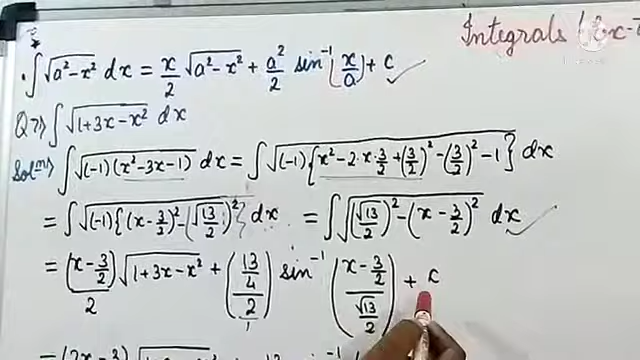 Integrals
• ∫√(a²-x²) dx = x/2 √(a²-x²) + a²/2 sin⁻¹(x/a) + c ✓
Q7⇒ ∫√(1+3x-x²) dx
Solⁿ⇒ ∫√((-1)(x²-3x-1)) dx = ∫√((-1){x²-2·x·3/2+(3/2)²-(3/2)²-1}) dx
= ∫√((-1){(x-3/2)²-(√13/2)²}) dx = ∫√((√13/2)²-(x-3/2)²) dx ✓
= (x-3/2)/2 √(1+3x-x²) + ((13/4)/2) sin⁻¹((x-3/2)/(√13/2)) + c
= (2x-3)